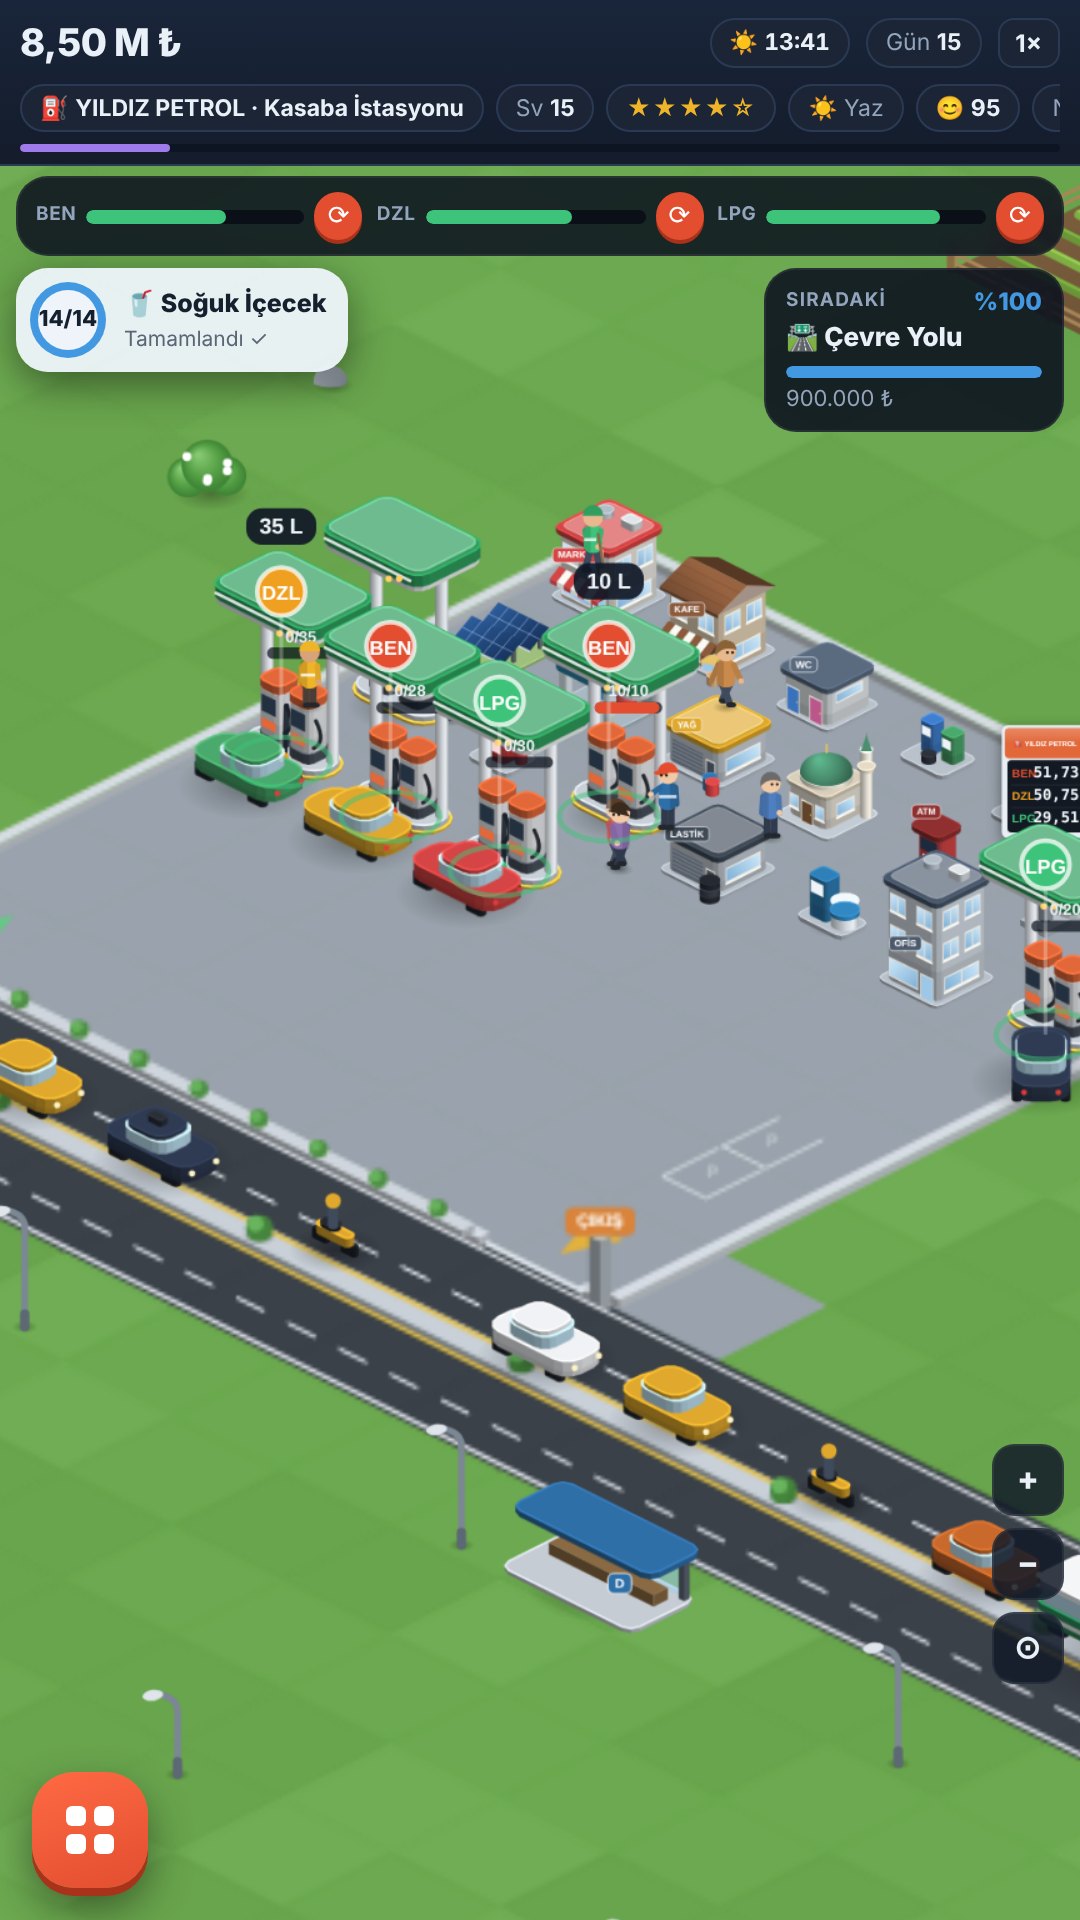 8,50 M ₺
☀️ 13:41
Gün 15
1×
⛽ YILDIZ PETROL · Kasaba İstasyonu
Sv 15
★★★★☆
☀️ Yaz
😊 95
BEN
DZL
LPG
14/14
🥤 Soğuk İçecek
Tamamlandı ✓
SIRADAKİ
%100
🛣️ Çevre Yolu
900.000 ₺
35 L
DZL
0/35
BEN
0/28
LPG
0/30
MARK
10 L
BEN
10/10
KAFE
WC
YAĞ
LASTİK
ATM
OFİS
YILDIZ PETROL
BEN 51,73
DZL 50,75
LPG 29,51
LPG
0/20
P
P
ÇIKIŞ
D
+
−